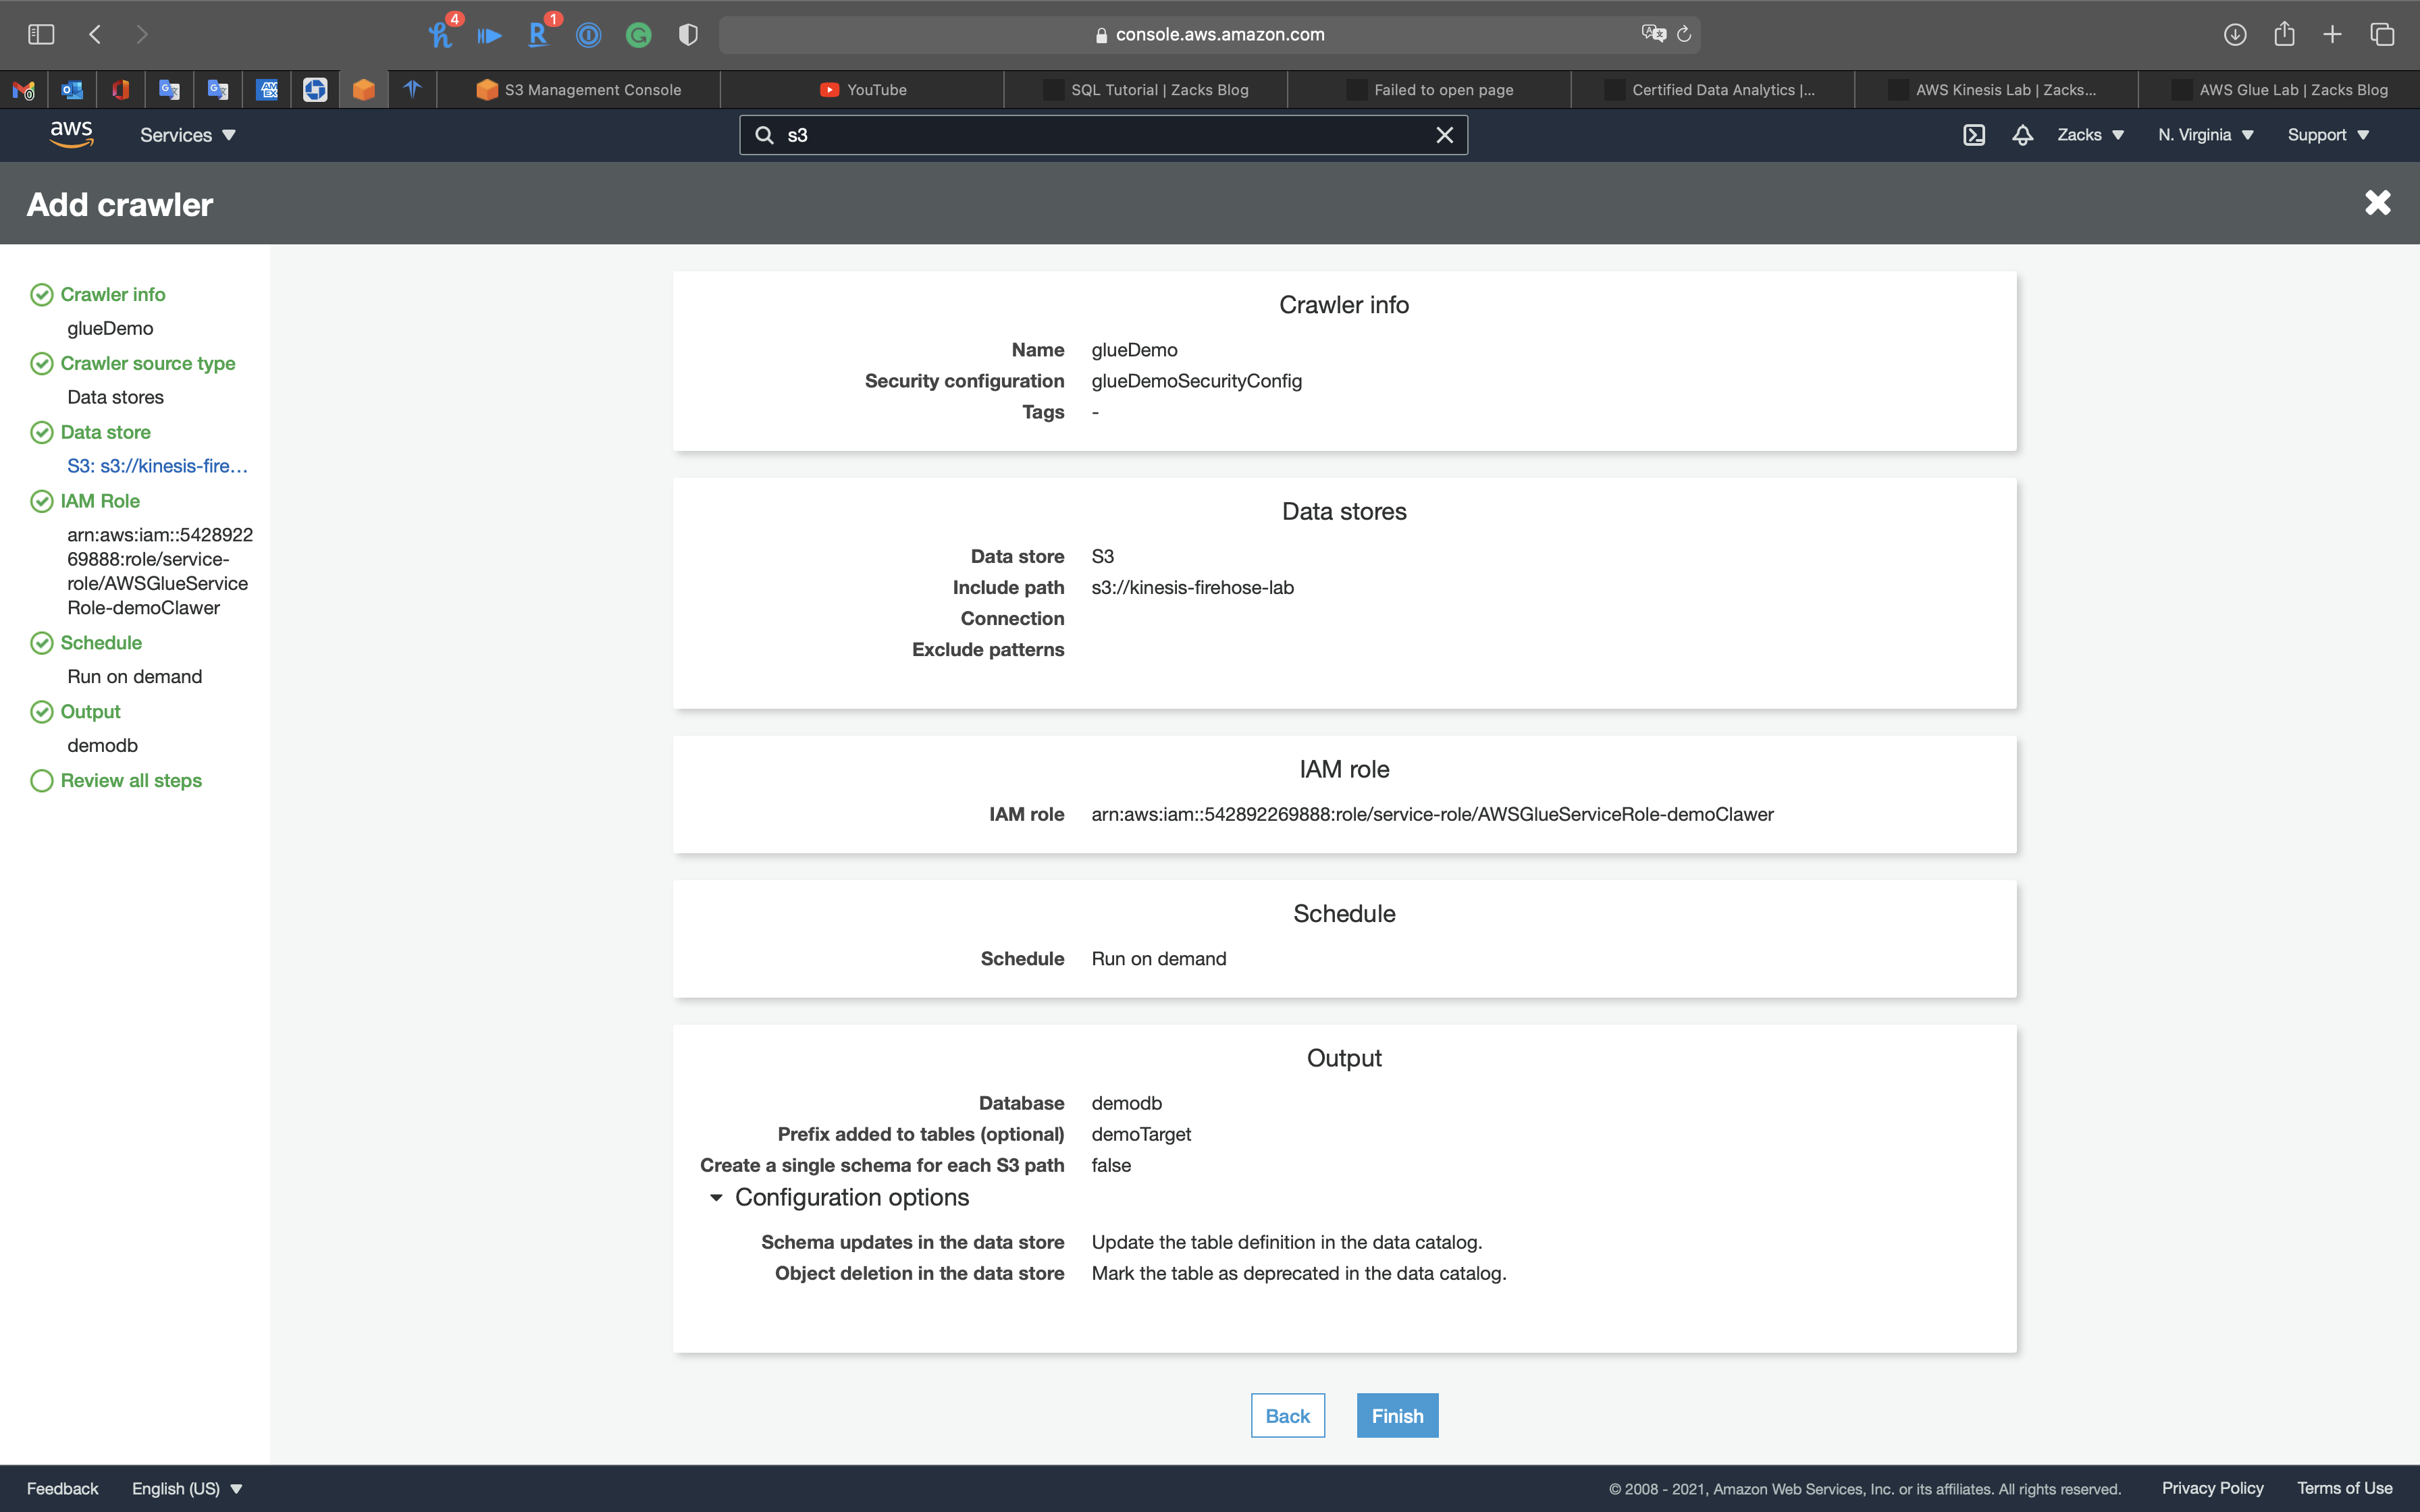 4
1
console.aws.amazon.com
S3 Management Console
YouTube
SQL Tutorial | Zacks Blog
Failed to open page
Certified Data Analytics |...
AWS Kinesis Lab | Zacks...
AWS Glue Lab | Zacks Blog
aws
Services
s3
Zacks
N. Virginia
Support
Add crawler
Crawler info
glueDemo
Crawler source type
Data stores
Data store
S3: s3://kinesis-fire...
IAM Role
arn:aws:iam::5428922
69888:role/service-
role/AWSGlueService
Role-demoClawer
Schedule
Run on demand
Output
demodb
Review all steps
Crawler info
Name glueDemo
Security configuration glueDemoSecurityConfig
Tags -
Data stores
Data store S3
Include path s3://kinesis-firehose-lab
Connection
Exclude patterns
IAM role
IAM role arn:aws:iam::542892269888:role/service-role/AWSGlueServiceRole-demoClawer
Schedule
Schedule Run on demand
Output
Database demodb
Prefix added to tables (optional) demoTarget
Create a single schema for each S3 path false
Configuration options
Schema updates in the data store Update the table definition in the data catalog.
Object deletion in the data store Mark the table as deprecated in the data catalog.
Back
Finish
Feedback
English (US)
© 2008 - 2021, Amazon Web Services, Inc. or its affiliates. All rights reserved.
Privacy Policy
Terms of Use